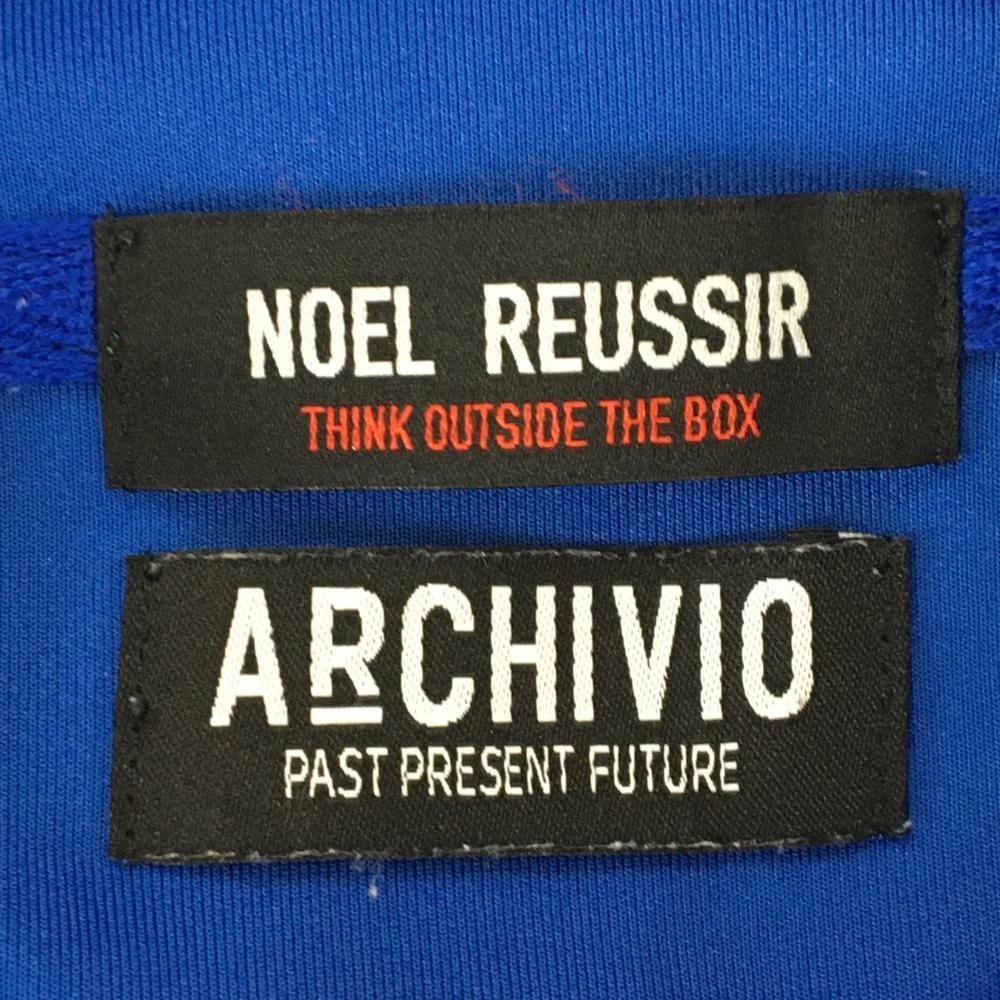 NOEL REUSSIR
THINK OUTSIDE THE BOX
ARCHIVIO
PAST PRESENT FUTURE